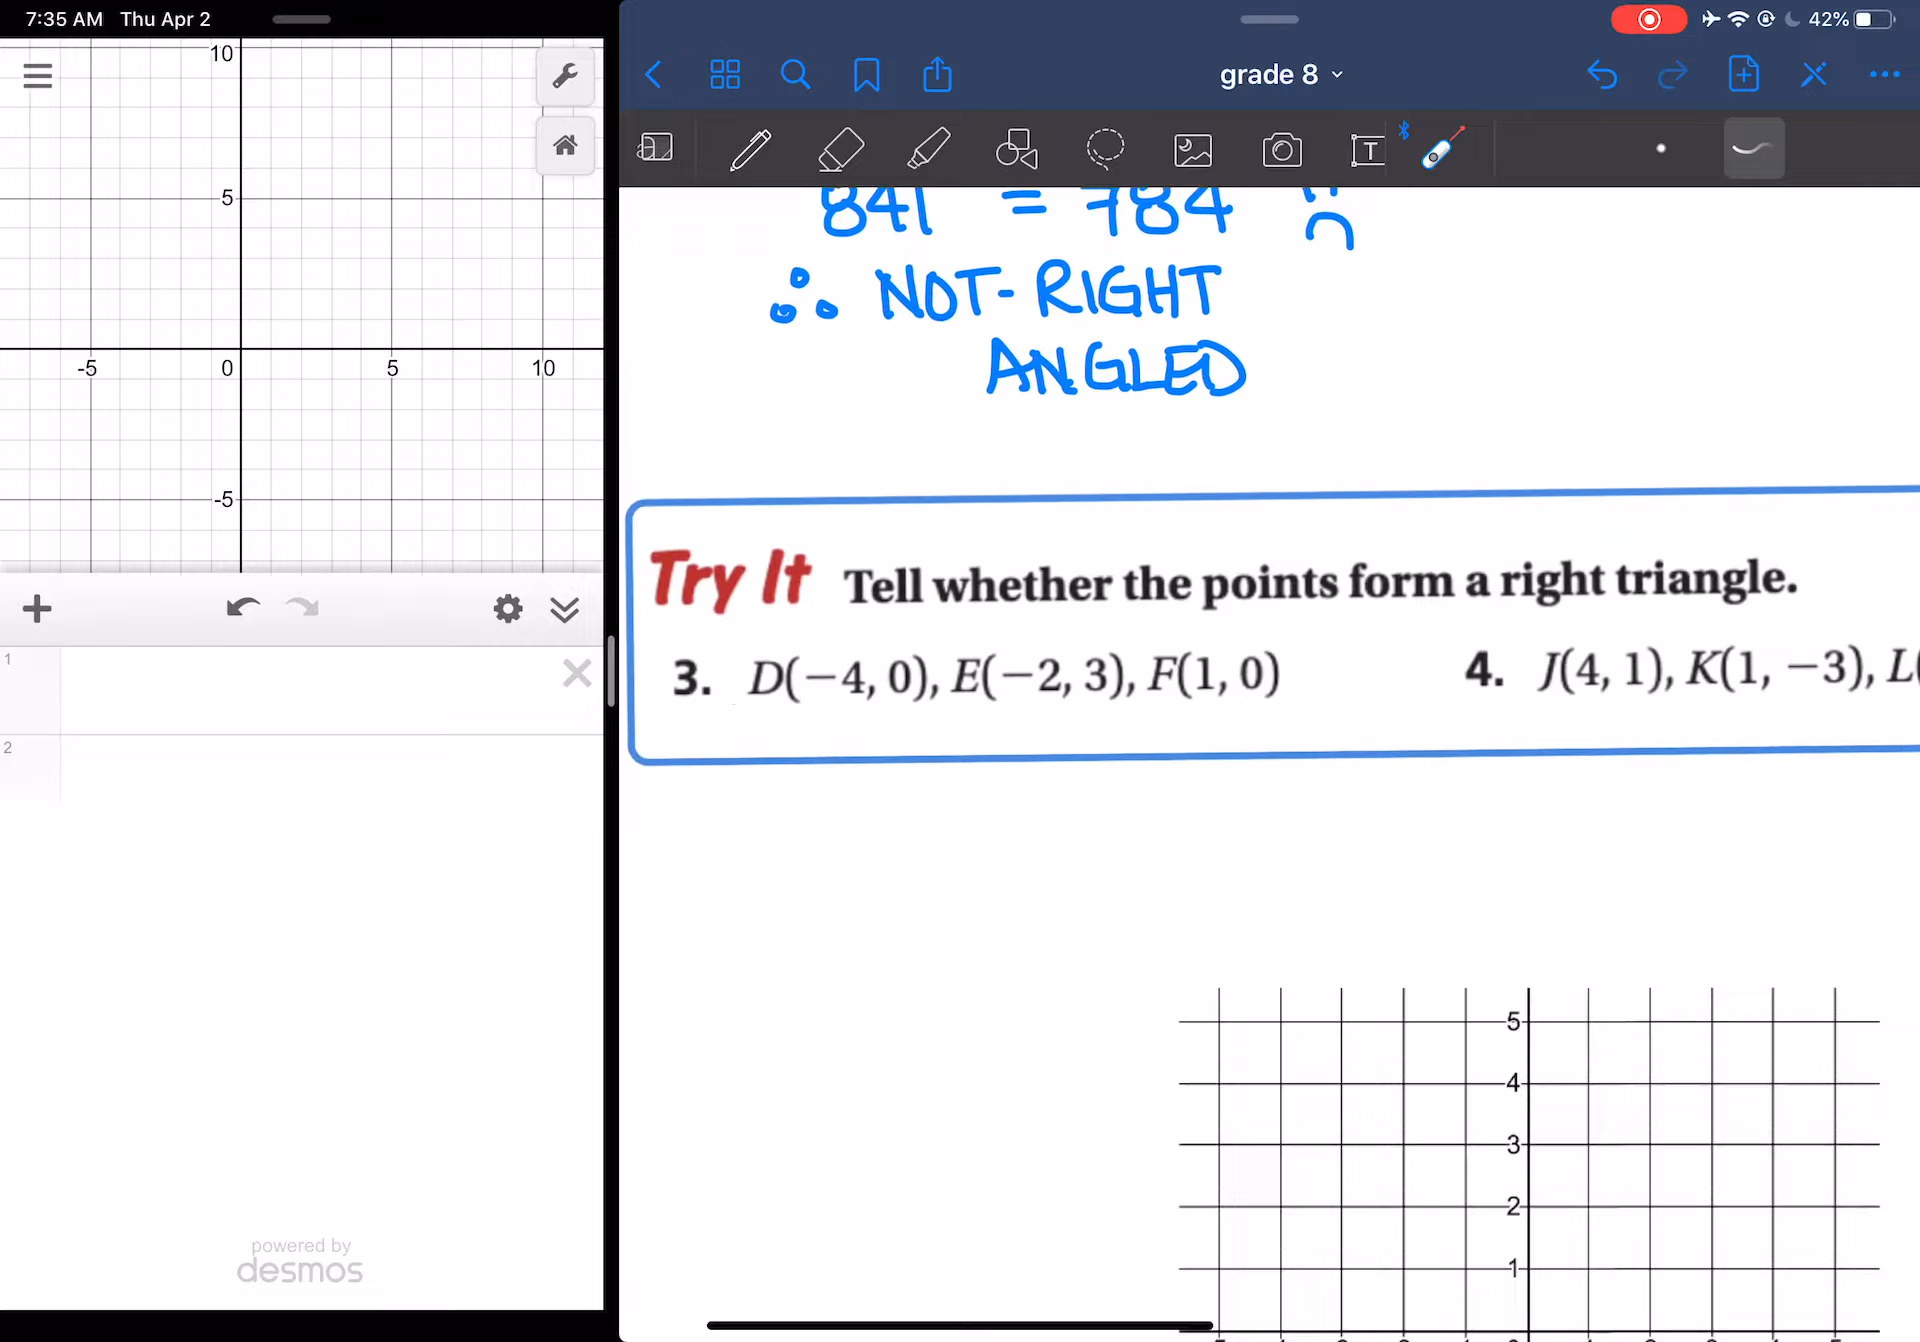 7:35 AM Thu Apr 2
42%
grade 8
10
5
-5 0 5 10
-5
1
2
powered by
desmos
841 = 784
∴ NOT-RIGHT
ANGLED
Try It Tell whether the points form a right triangle.
3. D(−4, 0), E(−2, 3), F(1, 0)
4. J(4, 1), K(1, −3), L(
5
4
3
2
1